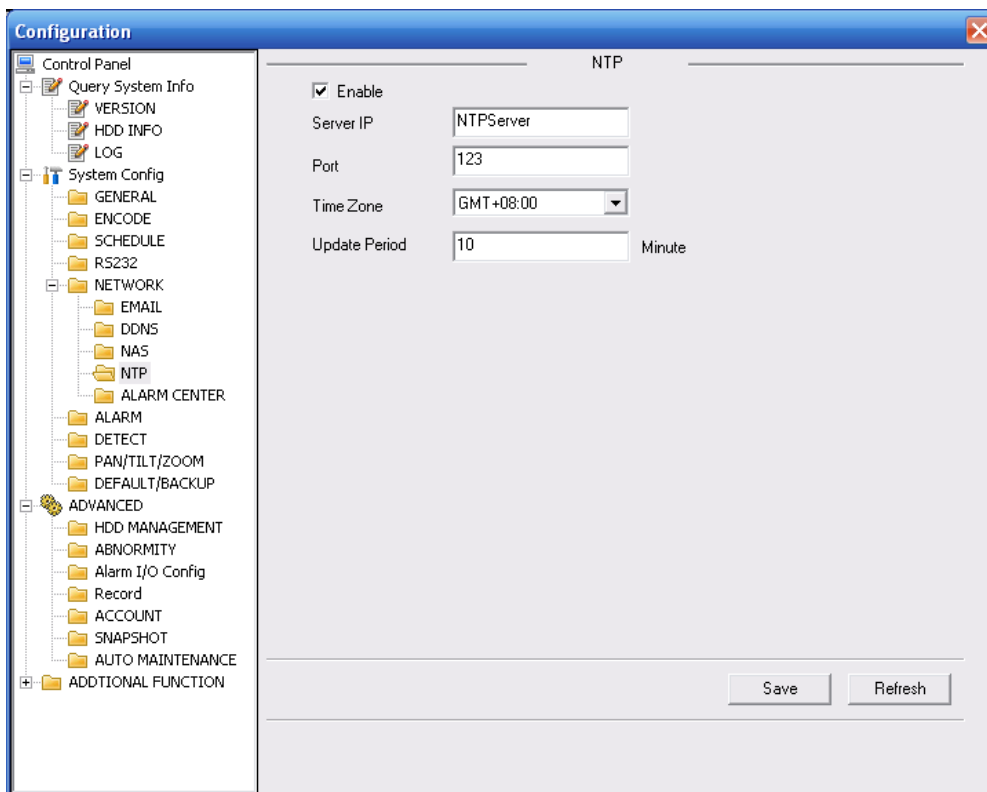 Configuration
Control Panel
Query System Info
VERSION
HDD INFO
LOG
System Config
GENERAL
ENCODE
SCHEDULE
RS232
NETWORK
EMAIL
DDNS
NAS
NTP
ALARM CENTER
ALARM
DETECT
PAN/TILT/ZOOM
DEFAULT/BACKUP
ADVANCED
HDD MANAGEMENT
ABNORMITY
Alarm I/O Config
Record
ACCOUNT
SNAPSHOT
AUTO MAINTENANCE
ADDTIONAL FUNCTION
NTP
Enable
Server IP NTPServer
Port 123
Time Zone GMT+08:00
Update Period 10 Minute
Save Refresh